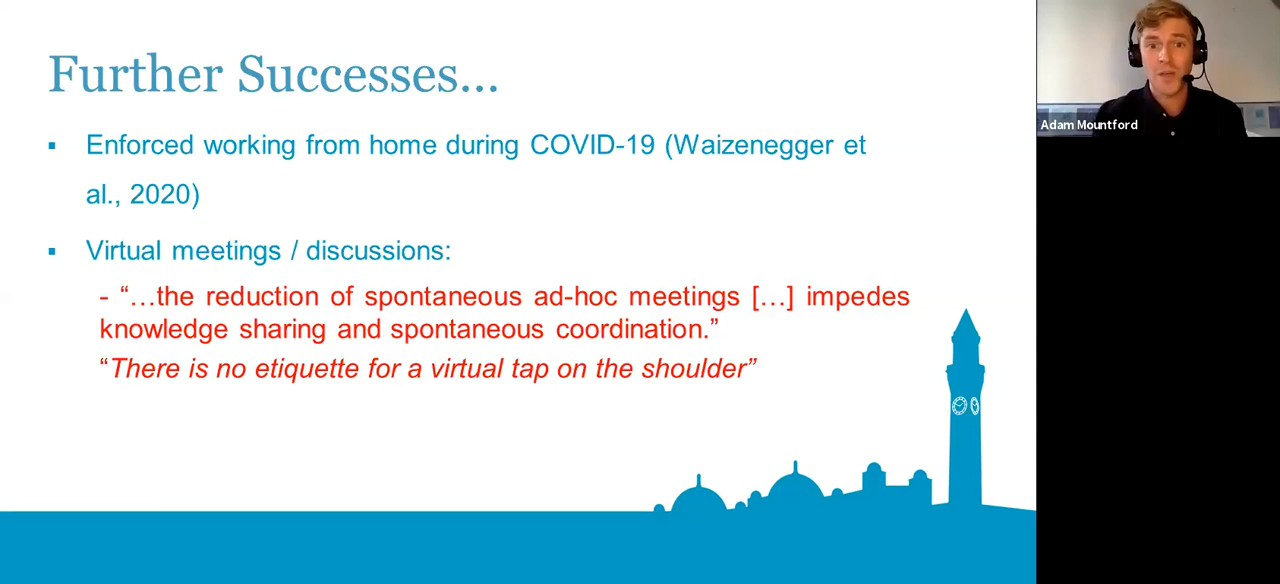 Further Successes...
▪ Enforced working from home during COVID-19 (Waizenegger et
al., 2020)
▪ Virtual meetings / discussions:
- “…the reduction of spontaneous ad-hoc meetings […] impedes
knowledge sharing and spontaneous coordination.”
“There is no etiquette for a virtual tap on the shoulder”
Adam Mountford